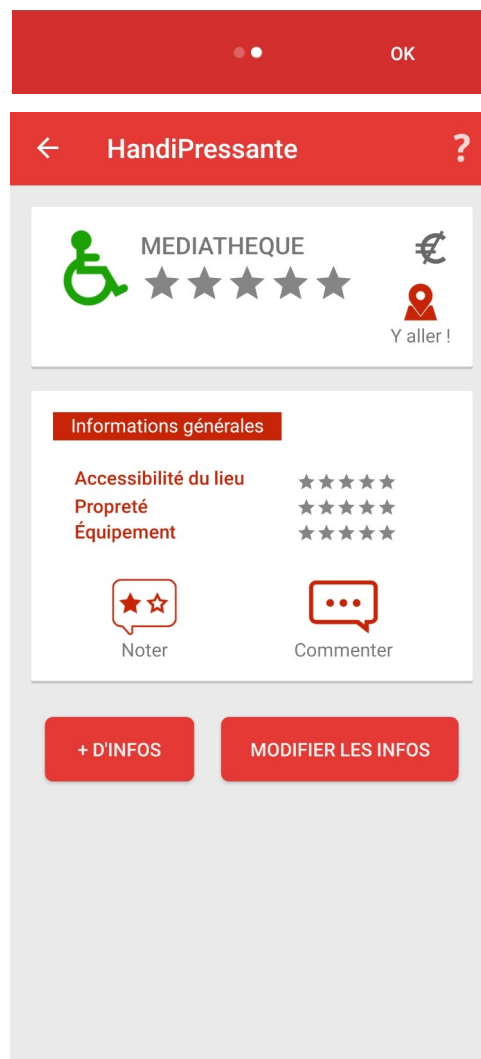 OK
HandiPressante ?
MEDIATHEQUE
Y aller !
Informations générales
Accessibilité du lieu
Propreté
Équipement
Noter Commenter
+ D'INFOS MODIFIER LES INFOS